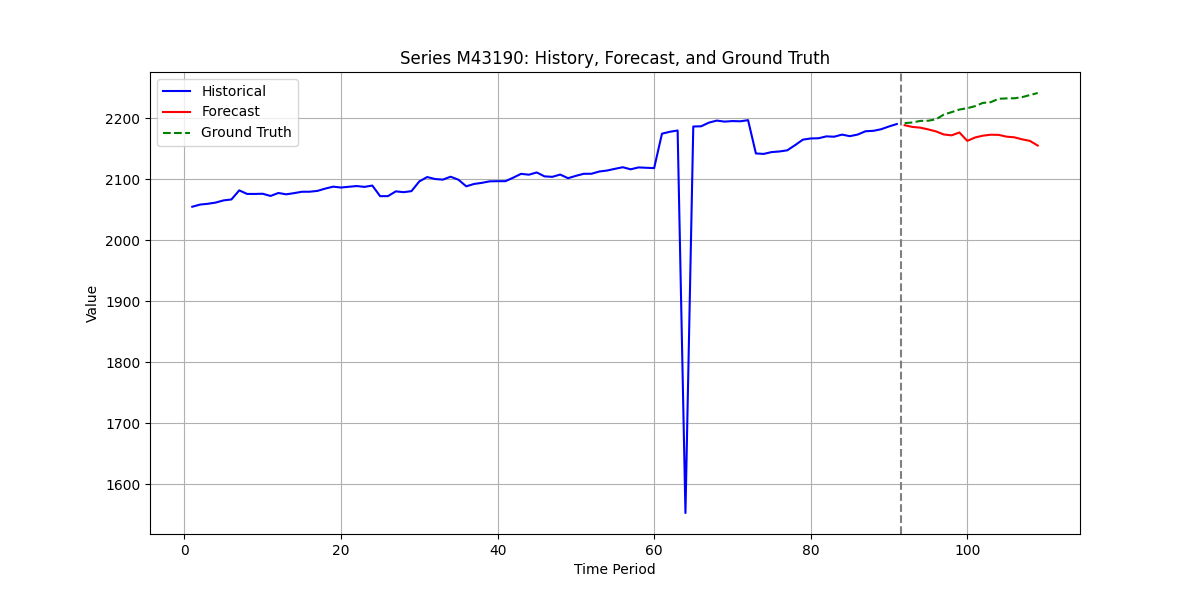 Series M43190: History, Forecast, and Ground Truth
Historical
Forecast
Ground Truth
Value
2200
2100
2000
1900
1800
1700
1600
0 20 40 60 80 100
Time Period